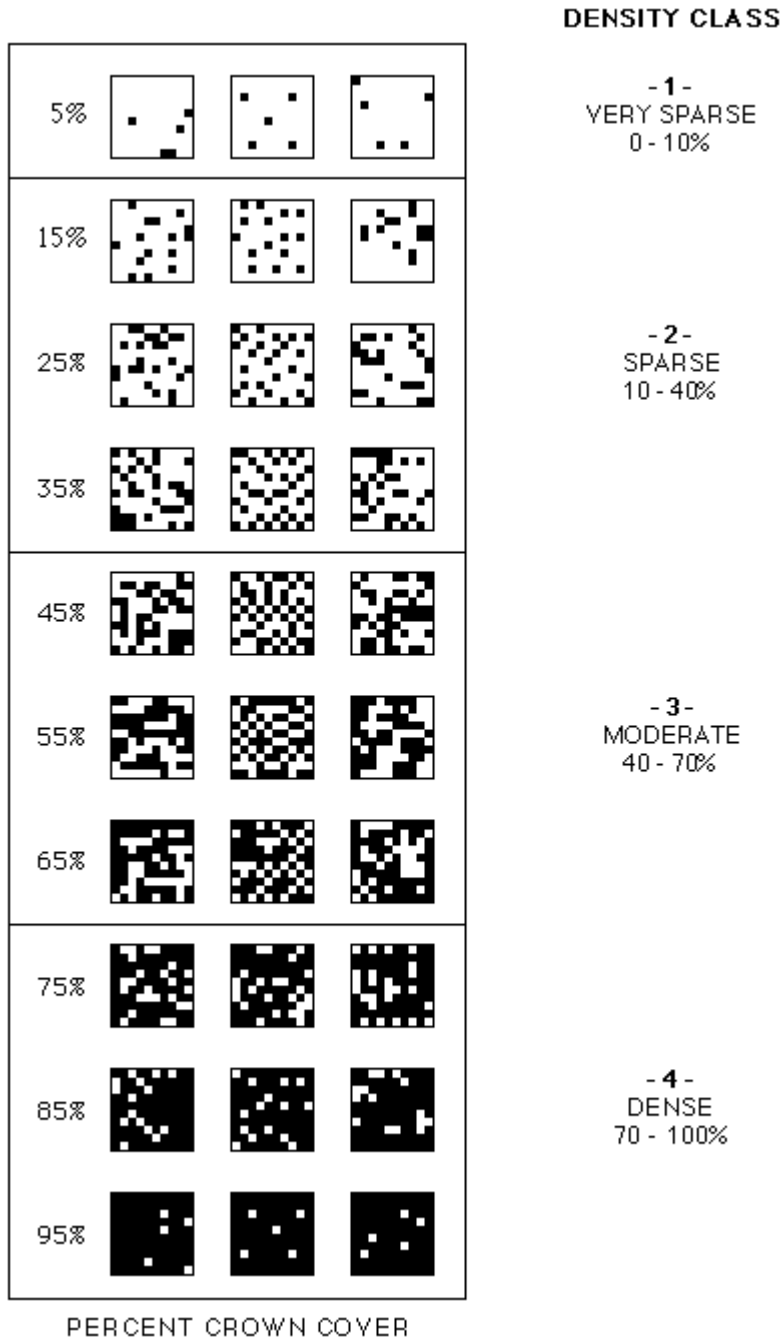 DENSITY CLASS
5%
- 1 -
VERY SPARSE
0 - 10%
15%
25%
- 2 -
SPARSE
10 - 40%
35%
45%
55%
- 3 -
MODERATE
40 - 70%
65%
75%
85%
- 4 -
DENSE
70 - 100%
95%
PERCENT CROWN COVER